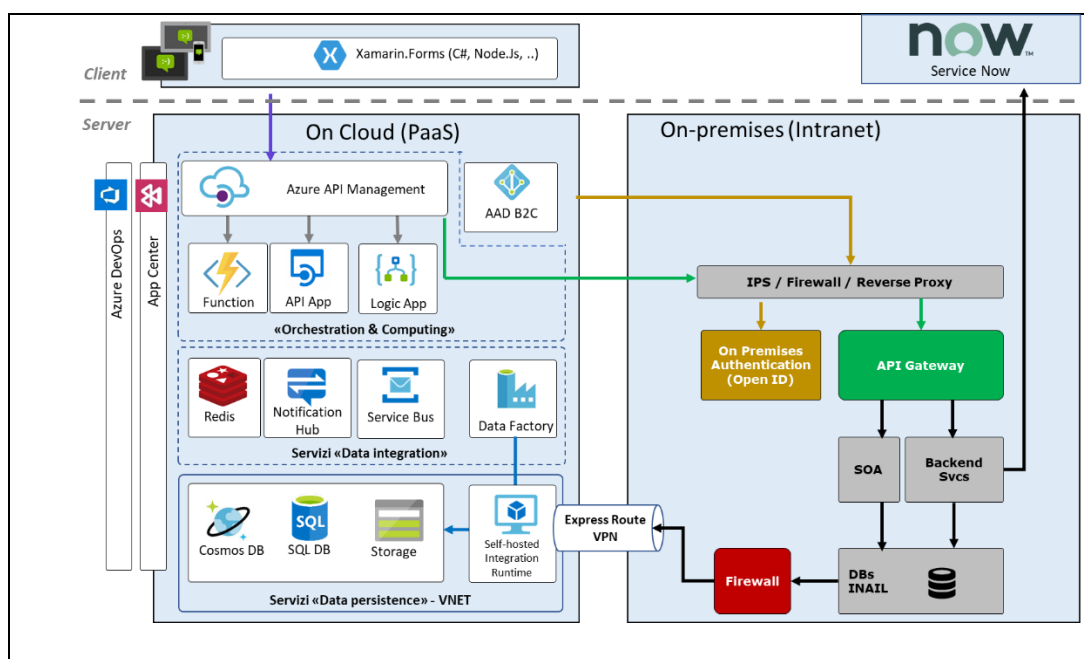 Client
Xamarin.Forms (C#, Node.Js, ..)
now
TM
Service Now
Server
On Cloud (PaaS)
On-premises (Intranet)
Azure DevOps
App Center
Azure API Management
AAD B2C
Function
API App
Logic App
«Orchestration & Computing»
IPS / Firewall / Reverse Proxy
On Premises
Authentication
(Open ID)
API Gateway
Redis
Notification
Hub
Service Bus
Data Factory
Servizi «Data integration»
SOA
Backend
Svcs
Cosmos DB
SQL
SQL DB
Storage
Self-hosted
Integration
Runtime
Express Route
VPN
Firewall
DBs
INAIL
Servizi «Data persistence» - VNET